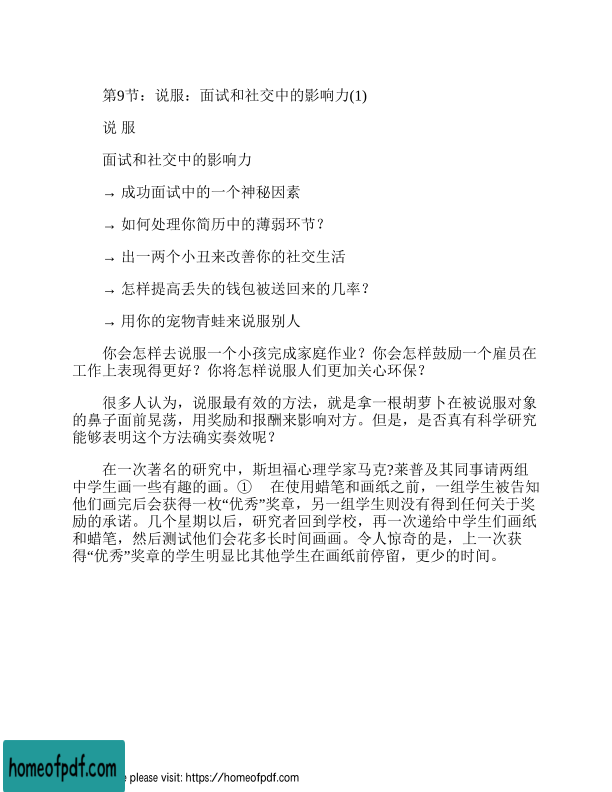 第9节：说服：面试和社交中的影响力(1)
说 服
面试和社交中的影响力
→ 成功面试中的一个神秘因素
→ 如何处理你简历中的薄弱环节？
→ 出一两个小丑来改善你的社交生活
→ 怎样提高丢失的钱包被送回来的几率？
→ 用你的宠物青蛙来说服别人
你会怎样去说服一个小孩完成家庭作业？你会怎样鼓励一个雇员在
工作上表现得更好？你将怎样说服人们更加关心环保？
很多人认为，说服最有效的方法，就是拿一根胡萝卜在被说服对象
的鼻子面前晃荡，用奖励和报酬来影响对方。但是，是否真有科学研究
能够表明这个方法确实奏效呢？
在一次著名的研究中，斯坦福心理学家马克?莱普及其同事请两组
中学生画一些有趣的画。① 在使用蜡笔和画纸之前，一组学生被告知
他们画完后会获得一枚“优秀”奖章，另一组学生则没有得到任何关于奖
励的承诺。几个星期以后，研究者回到学校，再一次递给中学生们画纸
和蜡笔，然后测试他们会花多长时间画画。令人惊奇的是，上一次获
得“优秀”奖章的学生明显比其他学生在画纸前停留，更少的时间。
homeofpdf.com
e please visit: https://homeofpdf.com